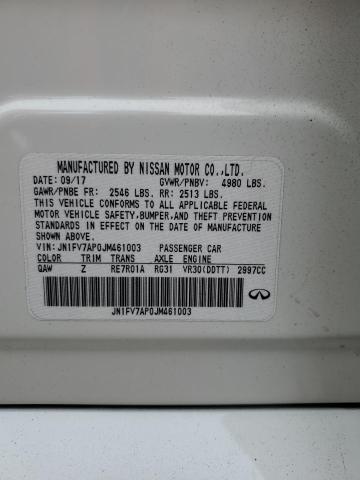 MANUFACTURED BY NISSAN MOTOR CO.,LTD.
DATE: 09/17 GVWR/PNBV: 4980 LBS.
GAWR/PNBE FR: 2546 LBS. RR: 2513 LBS.
THIS VEHICLE CONFORMS TO ALL APPLICABLE FEDERAL
MOTOR VEHICLE SAFETY, BUMPER, AND THEFT
PREVENTION STANDARDS IN EFFECT ON THE DATE OF
MANUFACTURE SHOWN ABOVE.
VIN: JN1FV7AP0JM461003 PASSENGER CAR
COLOR TRIM TRANS AXLE ENGINE
QAW Z RE7R01A RG31 VR30(DDTT) 2997CC
JN1FV7AP0JM461003